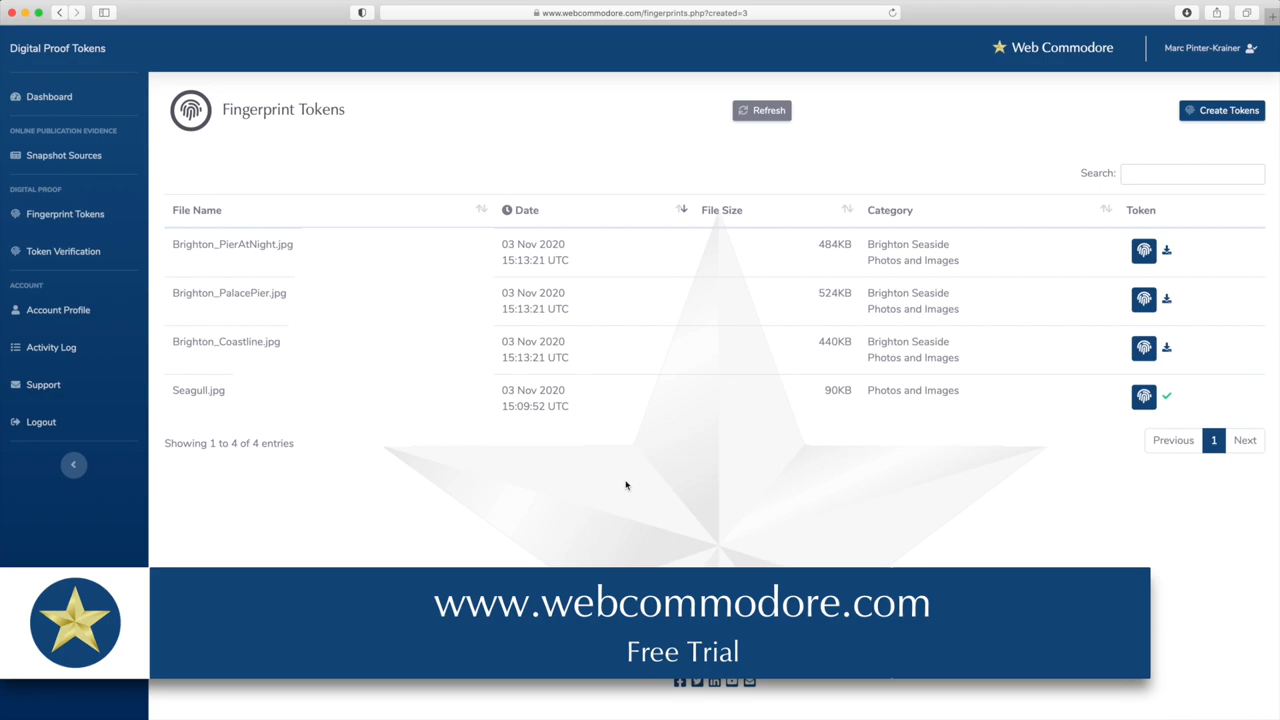 www.webcommodore.com/fingerprints.php?created=3
Digital Proof Tokens
Web Commodore
Marc Pinter-Krainer
Dashboard
ONLINE PUBLICATION EVIDENCE
Snapshot Sources
DIGITAL PROOF
Fingerprint Tokens
Token Verification
ACCOUNT
Account Profile
Activity Log
Support
Logout
Fingerprint Tokens
Refresh
Create Tokens
Search:
File Name Date File Size Category Token
Brighton_PierAtNight.jpg 03 Nov 2020 484KB Brighton Seaside
15:13:21 UTC Photos and Images
Brighton_PalacePier.jpg 03 Nov 2020 524KB Brighton Seaside
15:13:21 UTC Photos and Images
Brighton_Coastline.jpg 03 Nov 2020 440KB Brighton Seaside
15:13:21 UTC Photos and Images
Seagull.jpg 03 Nov 2020 90KB Photos and Images
15:09:52 UTC
Showing 1 to 4 of 4 entries
Previous 1 Next
www.webcommodore.com
Free Trial